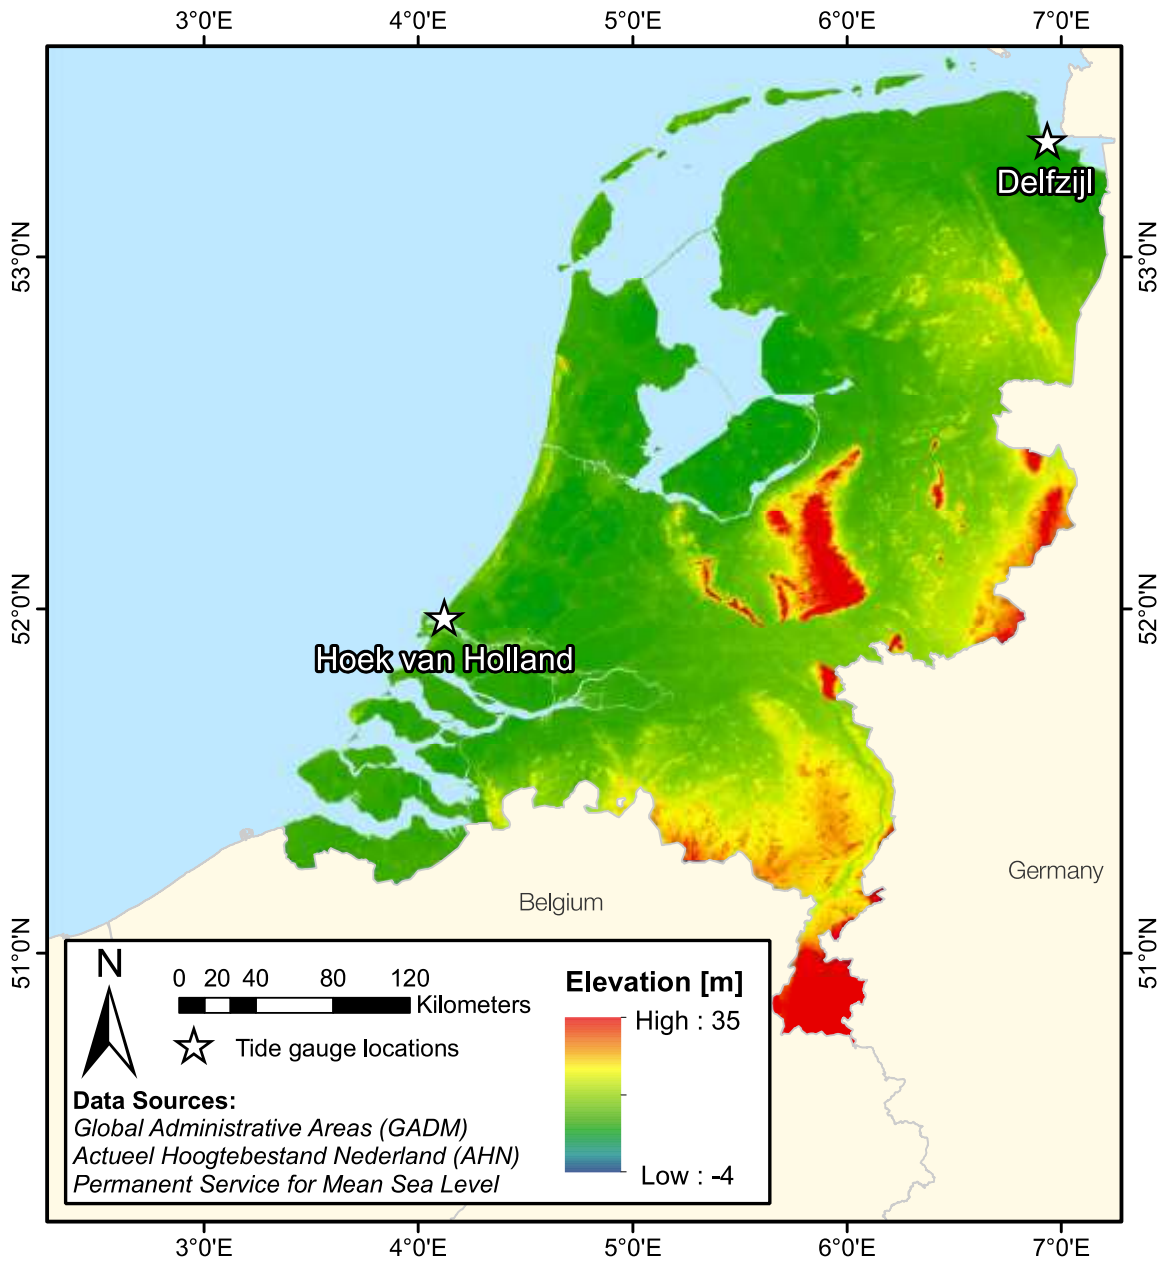 3°0'E 4°0'E 5°0'E 6°0'E 7°0'E
Delfzijl
53°0'N 53°0'N
52°0'N 52°0'N
Hoek van Holland
Germany
Belgium
51°0'N 51°0'N
N
0 20 40 80 120
Kilometers
Tide gauge locations
Data Sources:
Global Administrative Areas (GADM)
Actueel Hoogtebestand Nederland (AHN)
Permanent Service for Mean Sea Level
Elevation [m]
High : 35
Low : -4
3°0'E 4°0'E 5°0'E 6°0'E 7°0'E